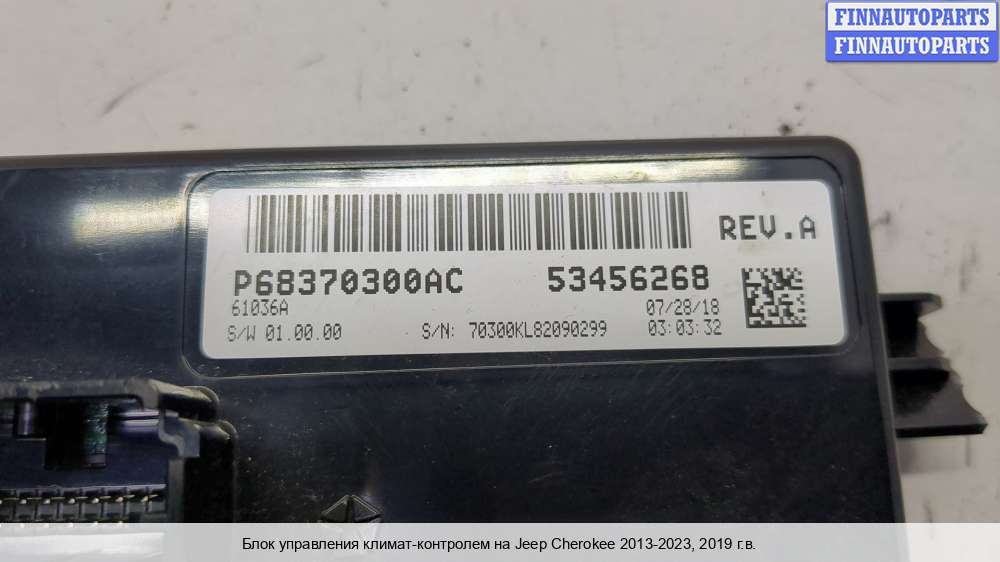 FINNAUTOPARTS
FINNAUTOPARTS
REV.A
P68370300AC 53456268
61036A 07/28/18
S/W 01.00.00 S/N: 70300KL82090299 03:03:32
Блок управления климат-контролем на Jeep Cherokee 2013-2023, 2019 г.в.